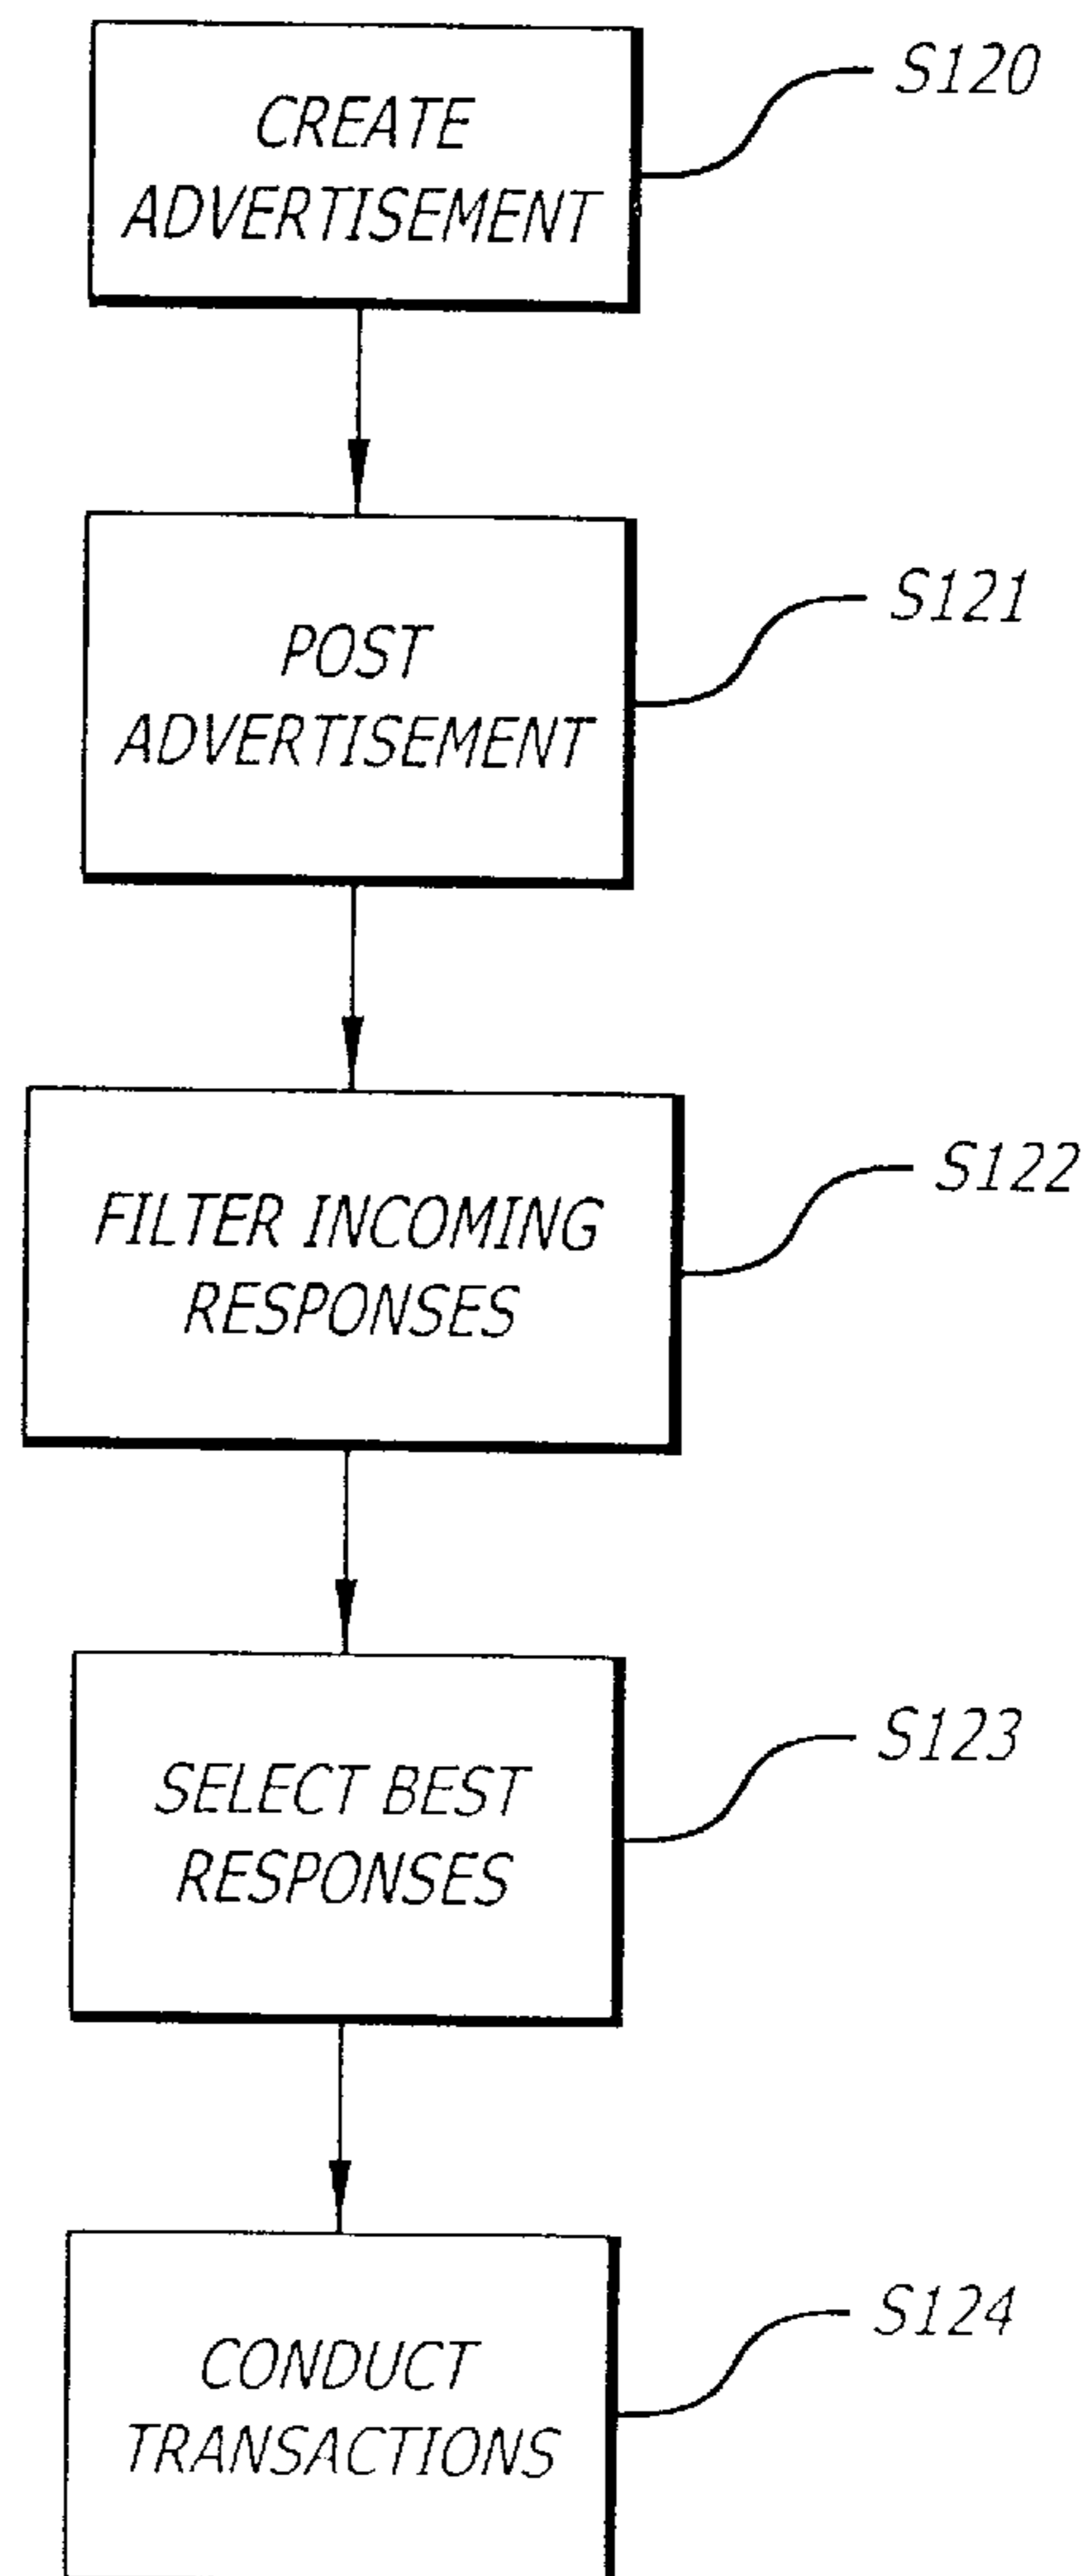 CREATE
ADVERTISEMENT
S120
POST
ADVERTISEMENT
S121
FILTER INCOMING
RESPONSES
S122
SELECT BEST
RESPONSES
S123
CONDUCT
TRANSACTIONS
S124